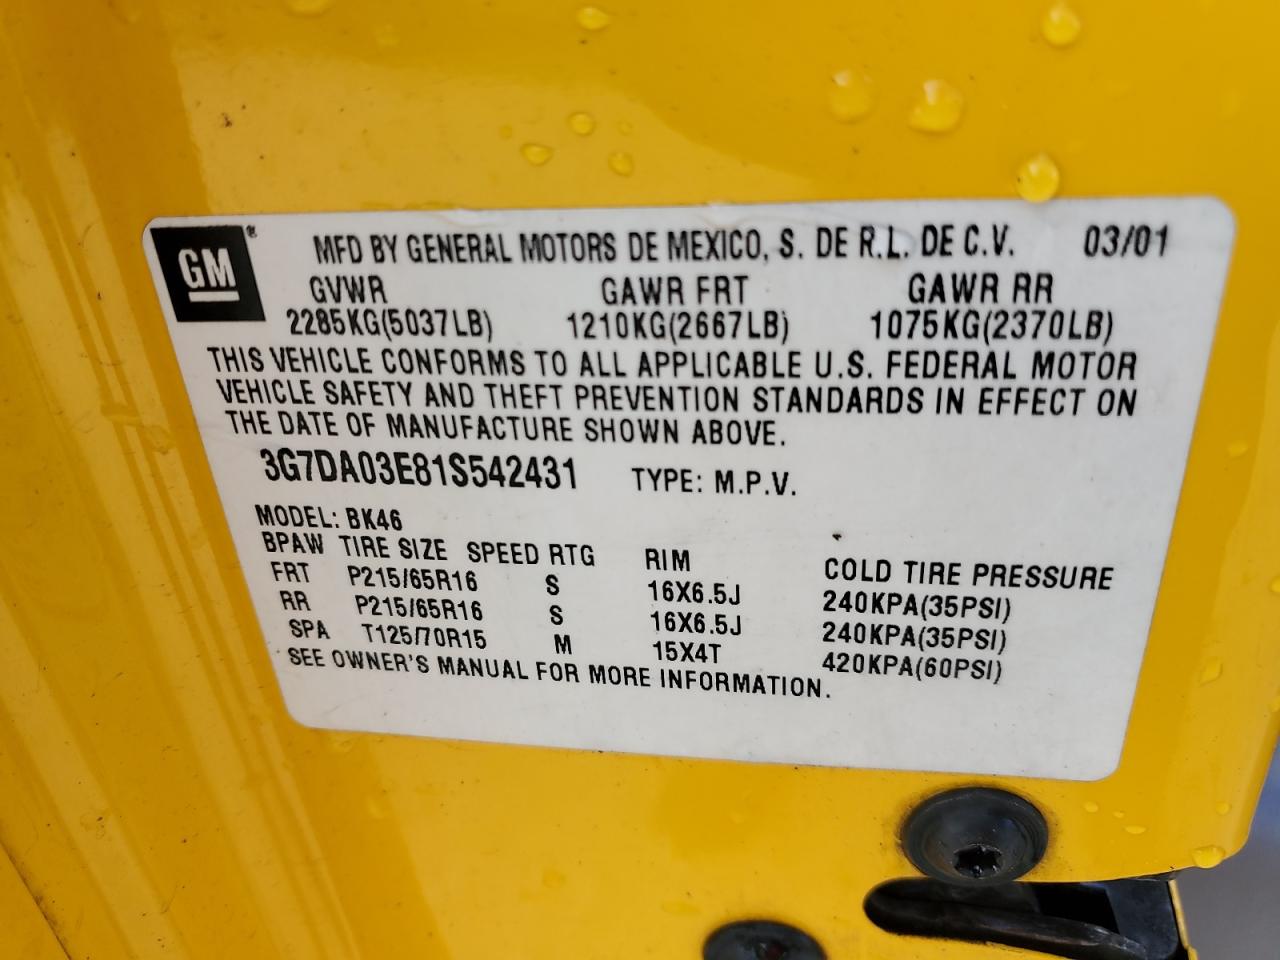 GM®
MFD BY GENERAL MOTORS DE MEXICO, S. DE R.L. DE C.V. 03/01
GVWR GAWR FRT GAWR RR
2285KG(5037LB) 1210KG(2667LB) 1075KG(2370LB)
THIS VEHICLE CONFORMS TO ALL APPLICABLE U.S. FEDERAL MOTOR
VEHICLE SAFETY AND THEFT PREVENTION STANDARDS IN EFFECT ON
THE DATE OF MANUFACTURE SHOWN ABOVE.
3G7DA03E81S542431 TYPE: M.P.V.
MODEL: BK46
BPAW TIRE SIZE SPEED RTG RIM COLD TIRE PRESSURE
FRT P215/65R16 S 16X6.5J 240KPA(35PSI)
RR P215/65R16 S 16X6.5J 240KPA(35PSI)
SPA T125/70R15 M 15X4T 420KPA(60PSI)
SEE OWNER'S MANUAL FOR MORE INFORMATION.